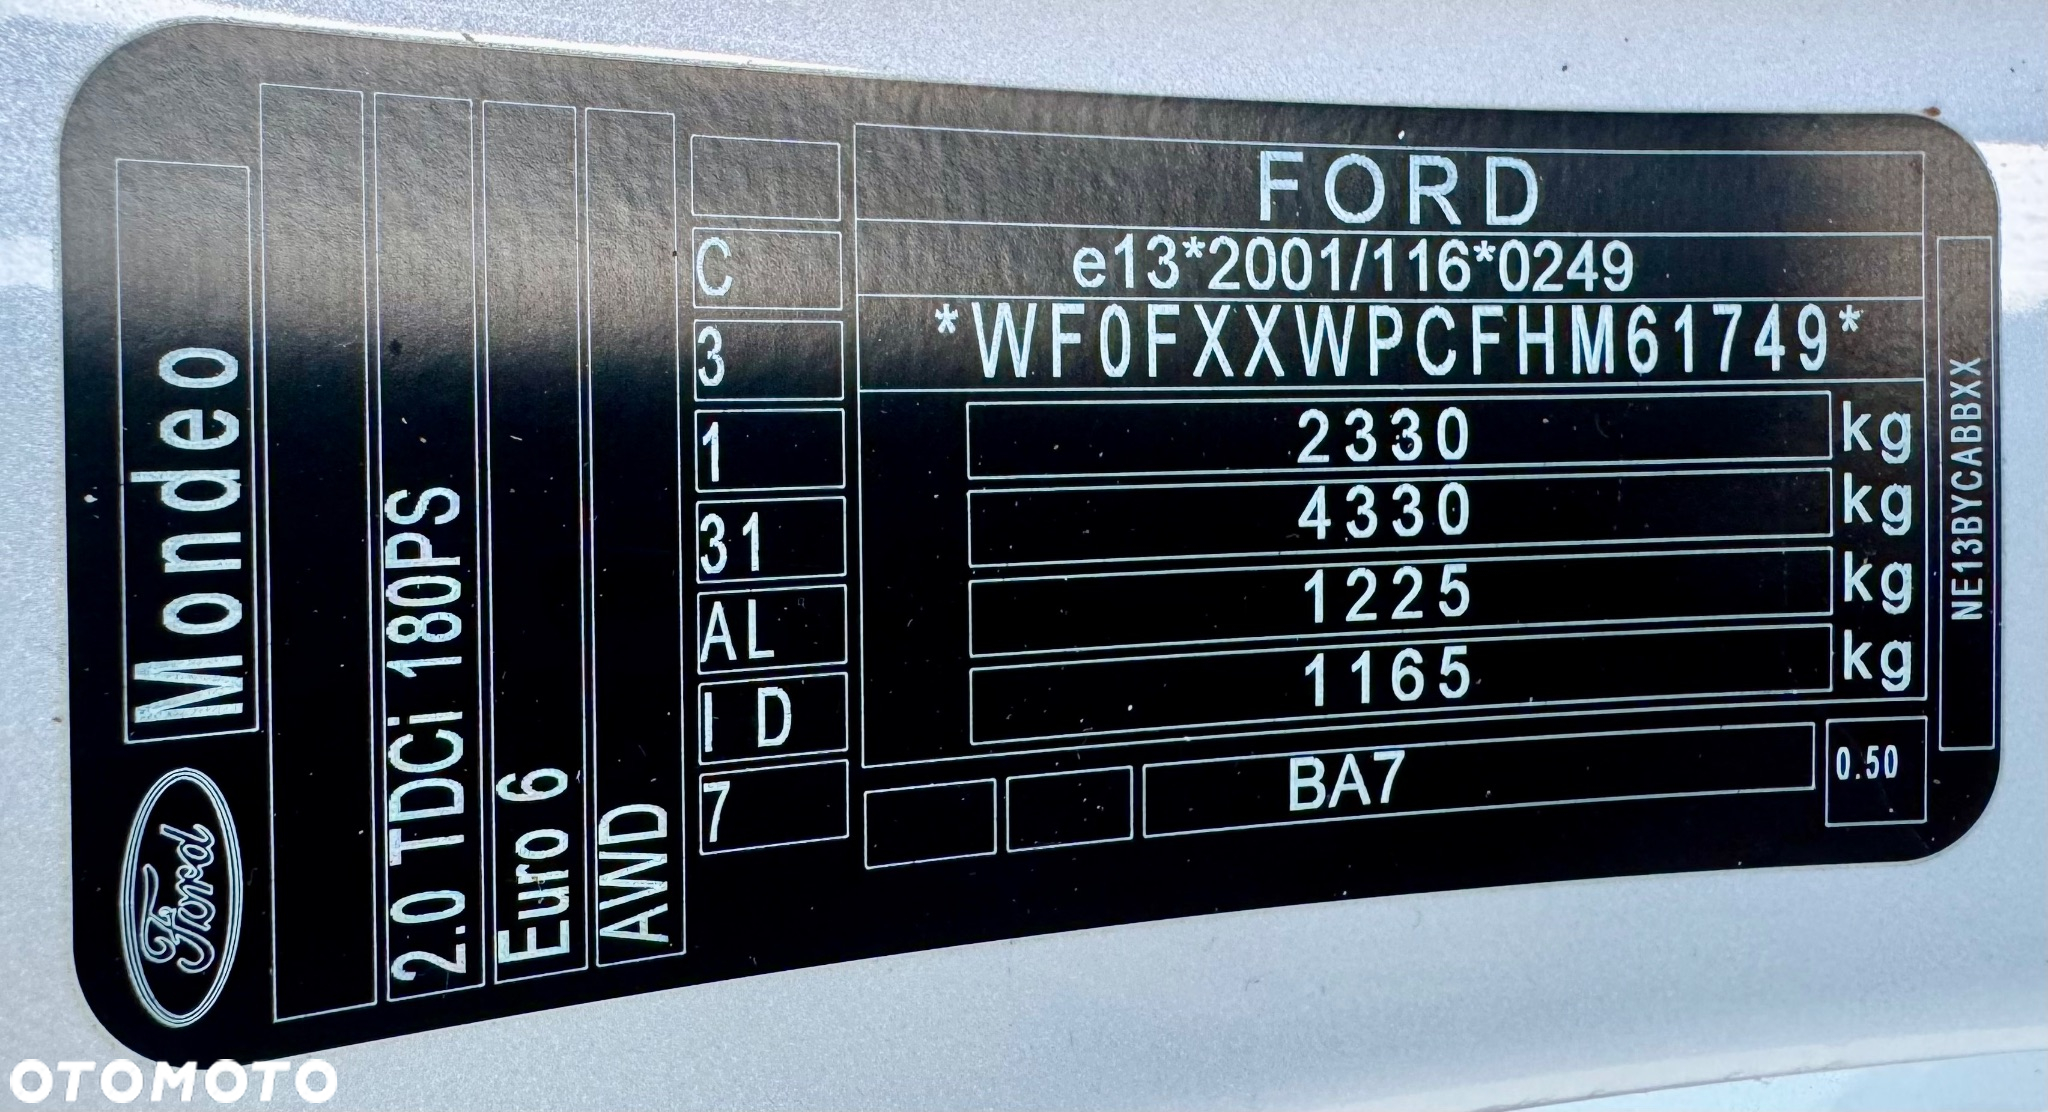 FORD
e13*2001/116*0249
*WF0FXXWPCFHM61749*
2330 kg
4330 kg
1225 kg
1165 kg
BA7
0.50
C
3
1
31
AL
I D
7
Ford Mondeo
2.0 TDCi 180PS
Euro 6
AWD
NE13BYCABBXX
OTOMOTO